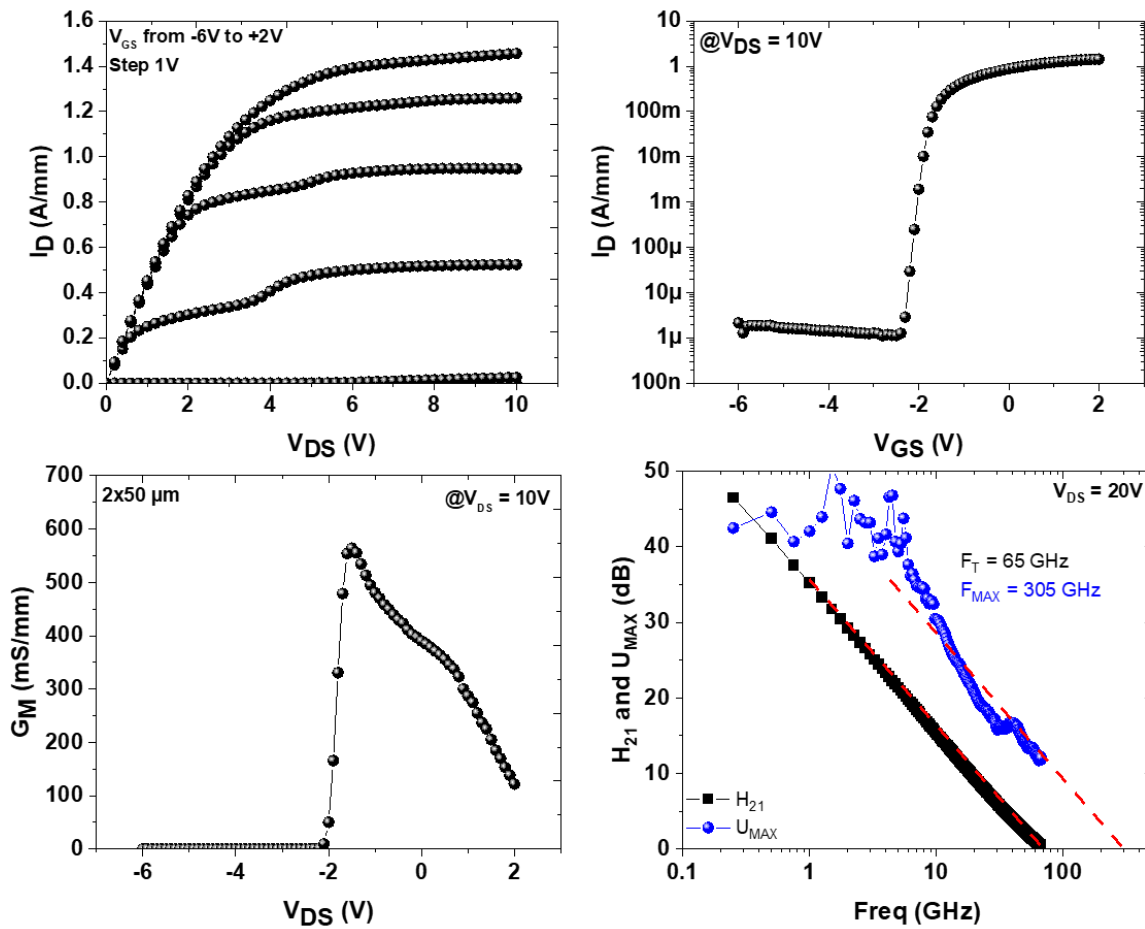 V_GS from -6V to +2V
Step 1V
1.6
1.4
1.2
1.0
0.8
0.6
0.4
0.2
0.0
I_D (A/mm)
0 2 4 6 8 10
V_DS (V)
@V_DS = 10V
10
1
100m
10m
1m
100µ
10µ
1µ
100n
I_D (A/mm)
-6 -4 -2 0 2
V_GS (V)
2x50 µm
@V_DS = 10V
700
600
500
400
300
200
100
0
G_M (mS/mm)
-6 -4 -2 0 2
V_DS (V)
V_DS = 20V
50
40
30
20
10
0
H_21 and U_MAX (dB)
F_T = 65 GHz
F_MAX = 305 GHz
H_21
U_MAX
0.1 1 10 100
Freq (GHz)